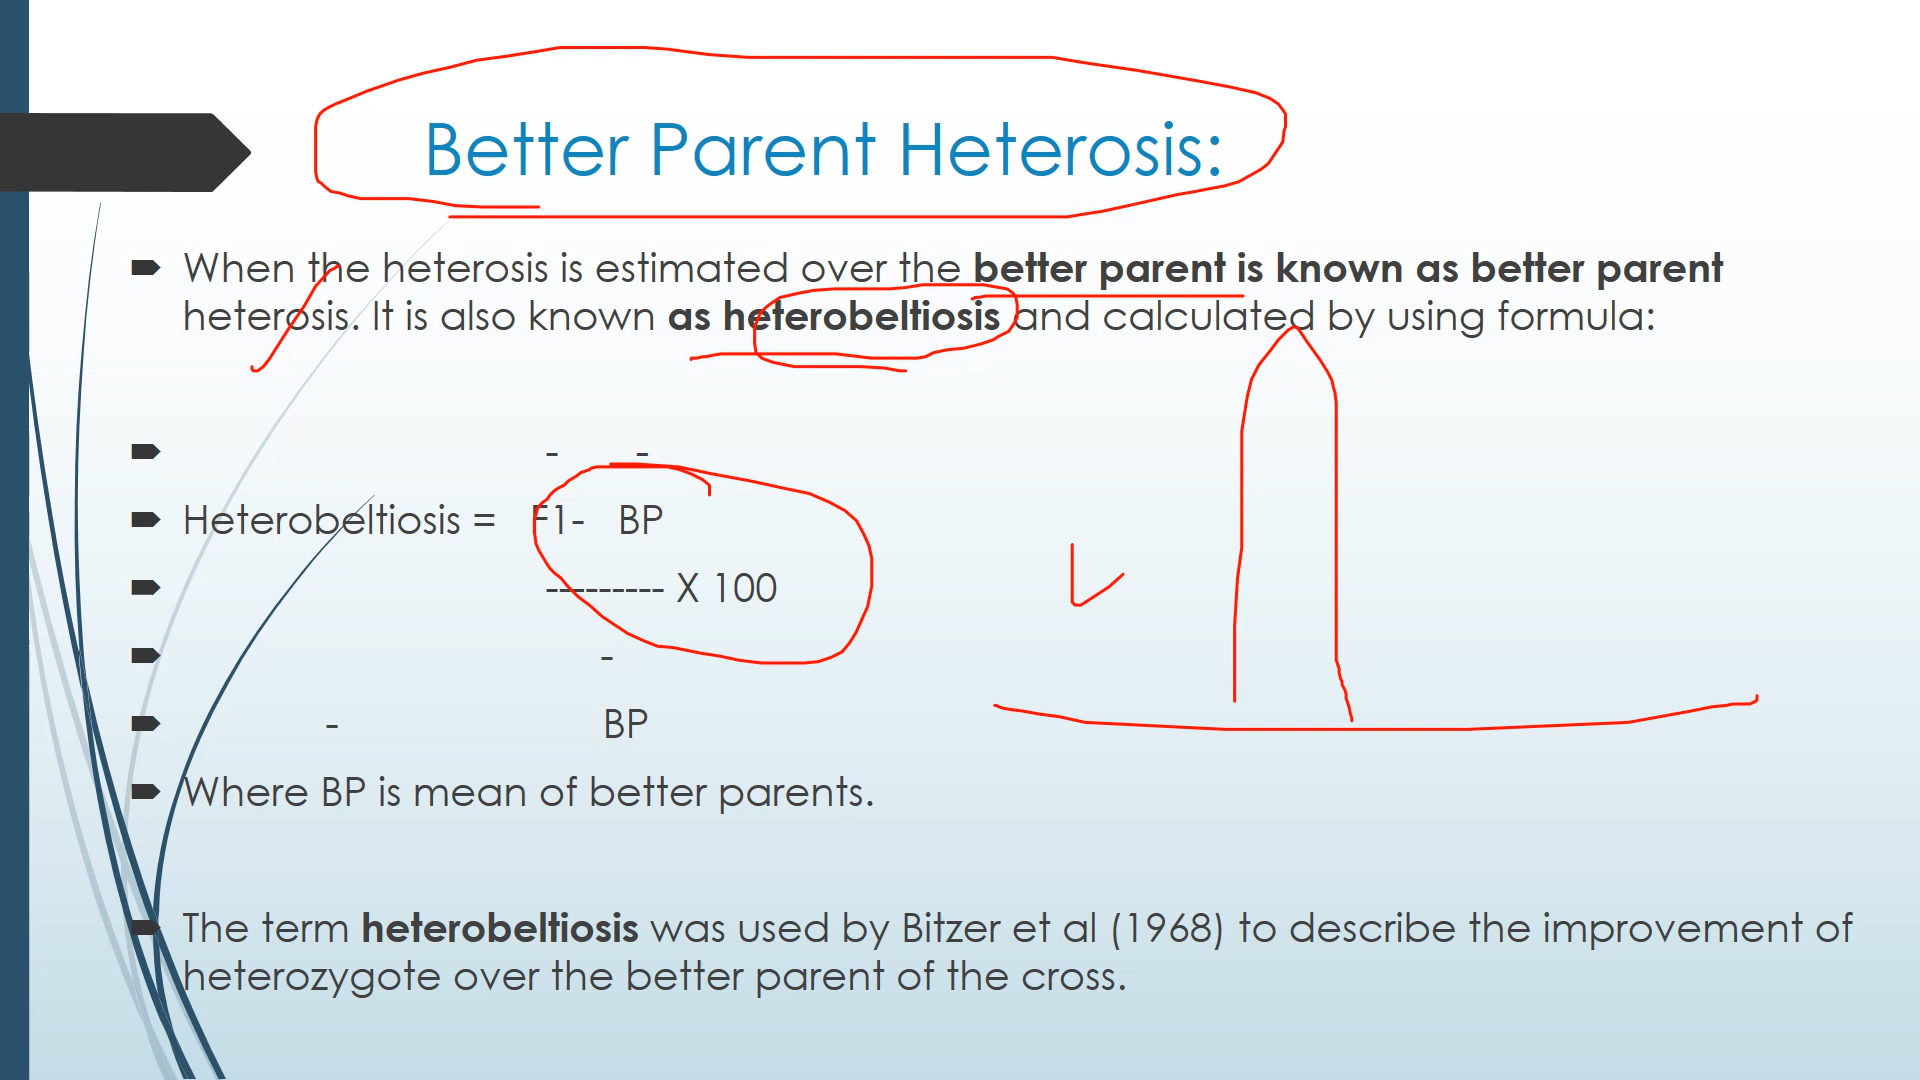 Better Parent Heterosis:
When the heterosis is estimated over the better parent is known as better parent
heterosis. It is also known as heterobeltiosis and calculated by using formula:
- -
Heterobeltiosis = F1- BP
--------- X 100
-
- BP
Where BP is mean of better parents.
The term heterobeltiosis was used by Bitzer et al (1968) to describe the improvement of
heterozygote over the better parent of the cross.